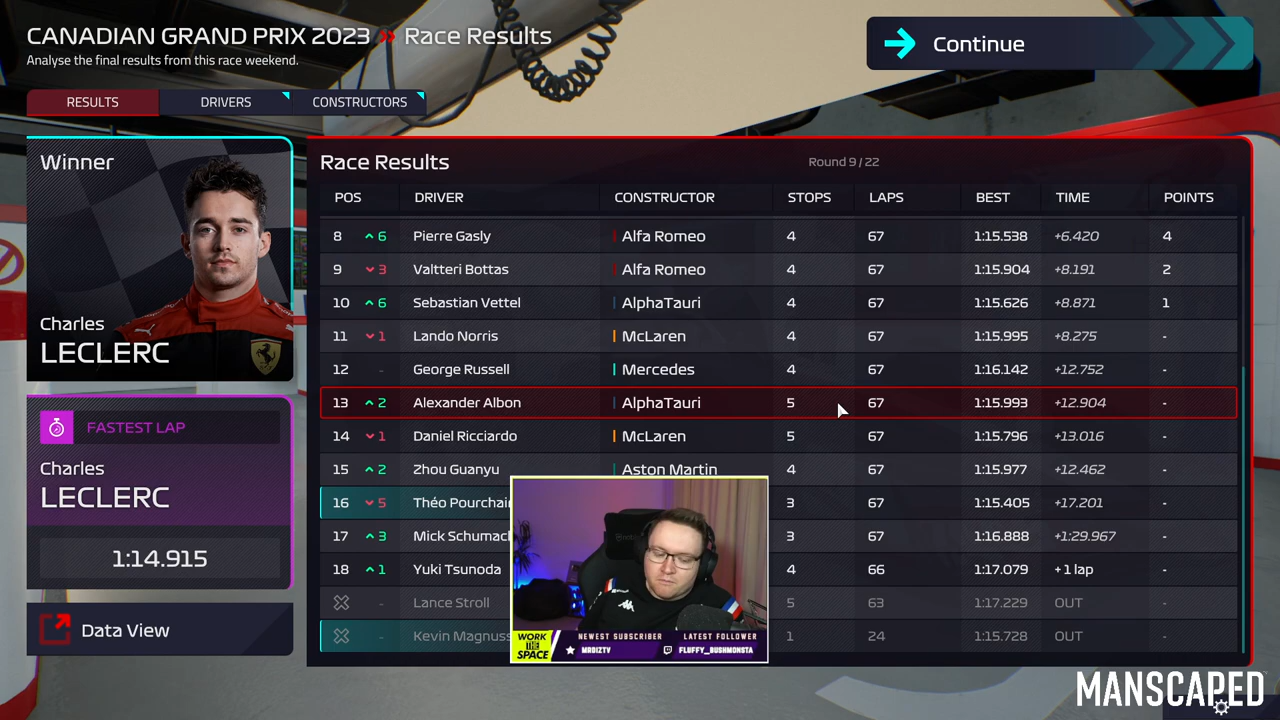 CANADIAN GRAND PRIX 2023 » Race Results
Analyse the final results from this race weekend.
Continue
RESULTS DRIVERS CONSTRUCTORS
Winner
Charles
LECLERC
FASTEST LAP
Charles
LECLERC
1:14.915
Data View
Race Results Round 9 / 22
POS DRIVER CONSTRUCTOR STOPS LAPS BEST TIME POINTS
8 6 Pierre Gasly Alfa Romeo 4 67 1:15.538 +6.420 4
9 3 Valtteri Bottas Alfa Romeo 4 67 1:15.904 +8.191 2
10 6 Sebastian Vettel AlphaTauri 4 67 1:15.626 +8.871 1
11 1 Lando Norris McLaren 4 67 1:15.995 +8.275 -
12 - George Russell Mercedes 4 67 1:16.142 +12.752 -
13 2 Alexander Albon AlphaTauri 5 67 1:15.993 +12.904 -
14 1 Daniel Ricciardo McLaren 5 67 1:15.796 +13.016 -
15 2 Zhou Guanyu Aston Martin 4 67 1:15.977 +12.462 -
16 5 Théo Pourchair 3 67 1:15.405 +17.201 -
17 3 Mick Schumac 3 67 1:16.888 +1:29.967 -
18 1 Yuki Tsunoda 4 66 1:17.079 + 1 lap -
- Lance Stroll 5 63 1:17.229 OUT -
- Kevin Magnus 1 24 1:15.728 OUT -
WORK
THE
SPACE
NEWEST SUBSCRIBER LATEST FOLLOWER
MRDIZTV FLUFFY_BUSHMONSTA
MANSCAPED